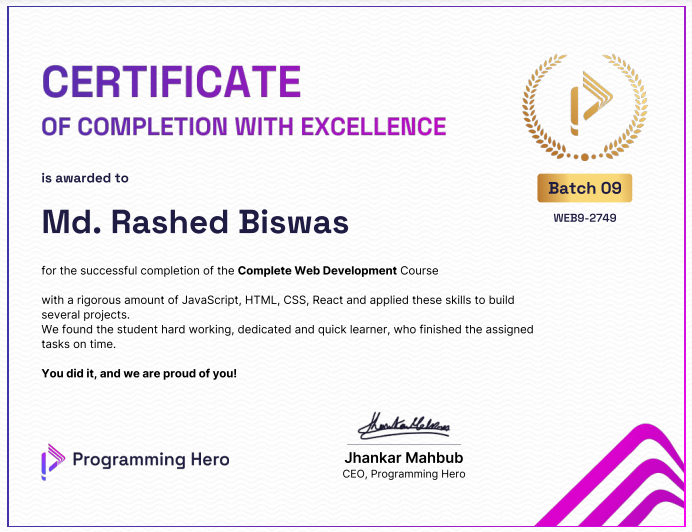 CERTIFICATE
OF COMPLETION WITH EXCELLENCE
is awarded to
Md. Rashed Biswas
for the successful completion of the Complete Web Development Course
with a rigorous amount of JavaScript, HTML, CSS, React and applied these skills to build
several projects.
We found the student hard working, dedicated and quick learner, who finished the assigned
tasks on time.
You did it, and we are proud of you!
Batch 09
WEB9-2749
Programming Hero
Jhankar Mahbub
Jhankar Mahbub
CEO, Programming Hero